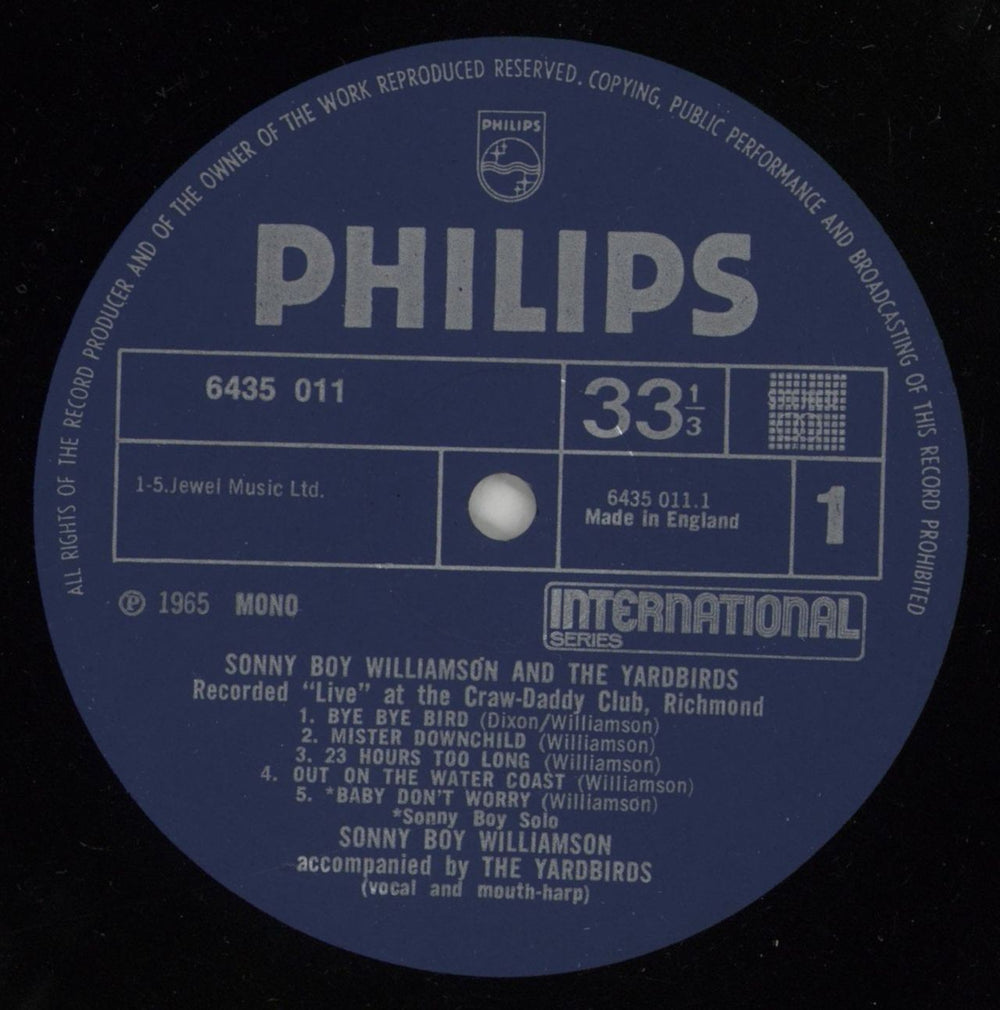 ALL RIGHTS OF THE RECORD PRODUCER AND OF THE OWNER OF THE WORK REPRODUCED RESERVED. COPYING, PUBLIC PERFORMANCE AND BROADCASTING OF THIS RECORD PROHIBITED
PHILIPS
PHILIPS
6435 011
33 1/3
STEREO
1-5.Jewel Music Ltd.
6435 011.1
Made in England
1
Ⓟ 1965 MONO
INTERNATIONAL
SERIES
SONNY BOY WILLIAMSON AND THE YARDBIRDS
Recorded "Live" at the Craw-Daddy Club, Richmond
1. BYE BYE BIRD (Dixon/Williamson)
2. MISTER DOWNCHILD (Williamson)
3. 23 HOURS TOO LONG (Williamson)
4. OUT ON THE WATER COAST (Williamson)
5. *BABY DON'T WORRY (Williamson)
*Sonny Boy Solo
SONNY BOY WILLIAMSON
accompanied by THE YARDBIRDS
(vocal and mouth-harp)